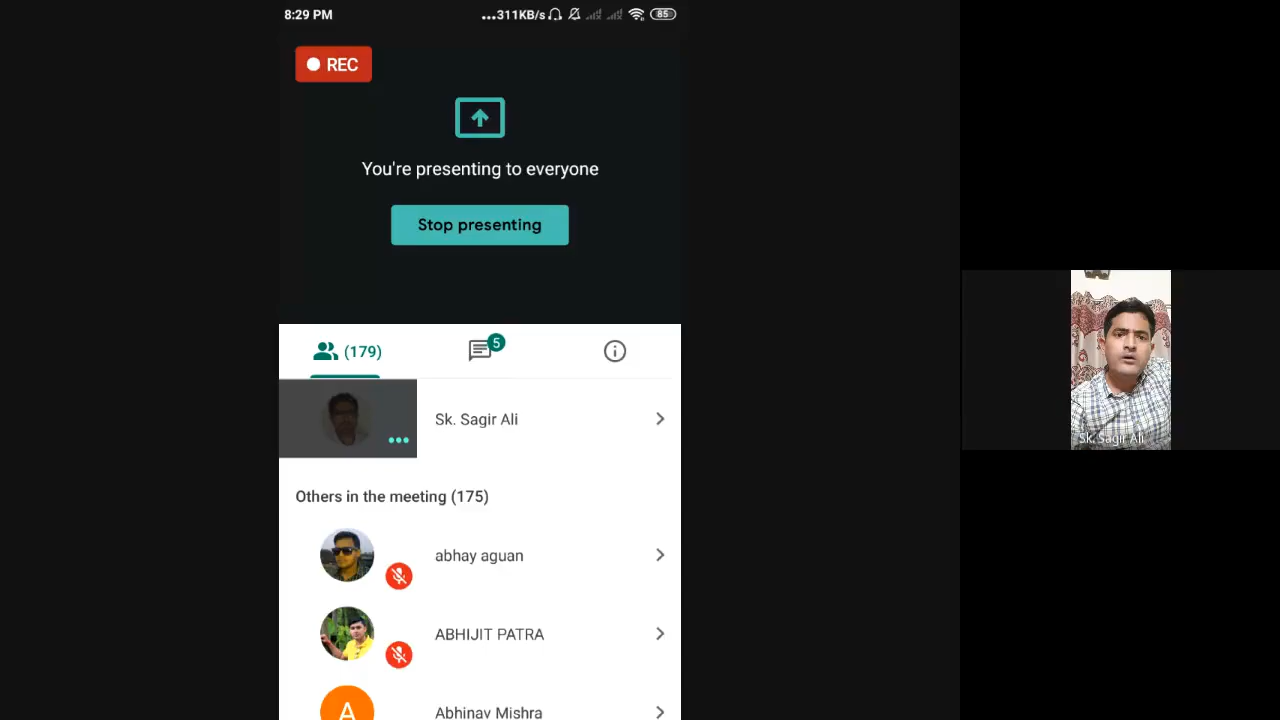 8:29 PM
...311KB/s
85
REC
You're presenting to everyone
Stop presenting
(179)
5
Sk. Sagir Ali
Others in the meeting (175)
abhay aguan
ABHIJIT PATRA
A
Abhinav Mishra
Sk. Sagir Ali